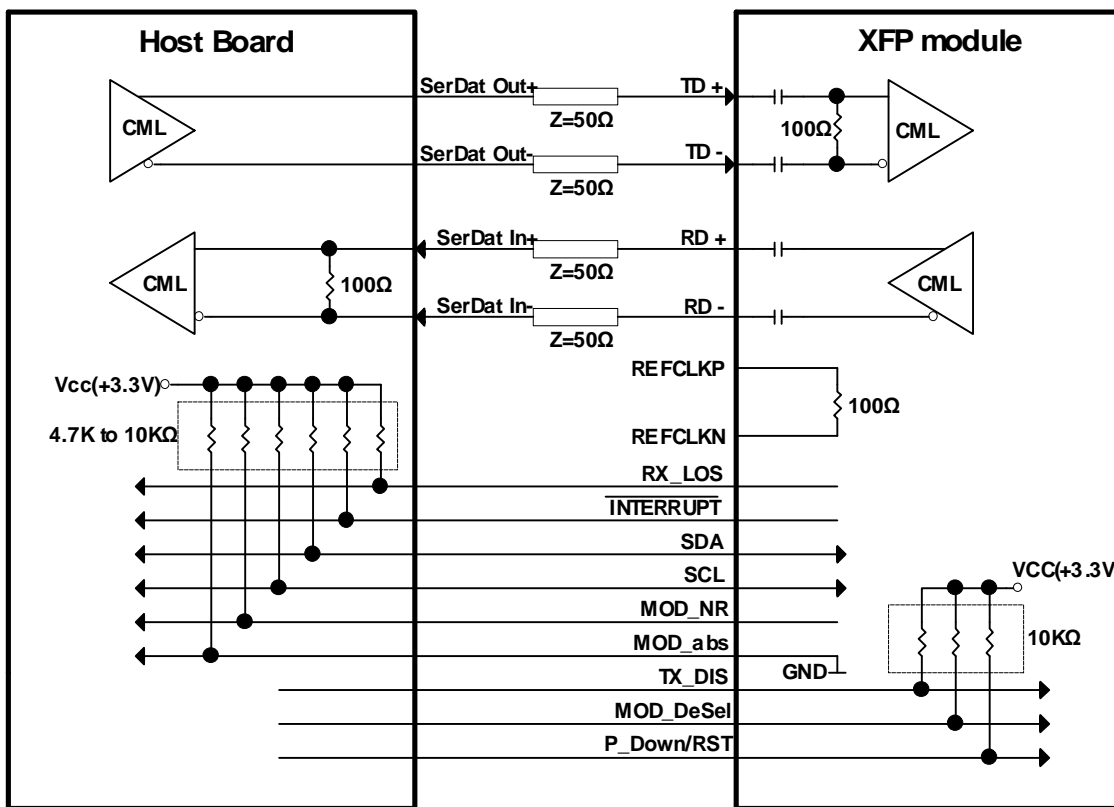 Host Board
XFP module
CML
SerDat Out+
Z=50Ω
TD +
100Ω
CML
SerDat Out-
Z=50Ω
TD -
CML
100Ω
SerDat In+
Z=50Ω
RD +
CML
SerDat In-
Z=50Ω
RD -
REFCLKP
100Ω
REFCLKN
Vcc(+3.3V)
4.7K to 10KΩ
RX_LOS
INTERRUPT
SDA
SCL
MOD_NR
MOD_abs
GND
VCC(+3.3V
10KΩ
TX_DIS
MOD_DeSel
P_Down/RST